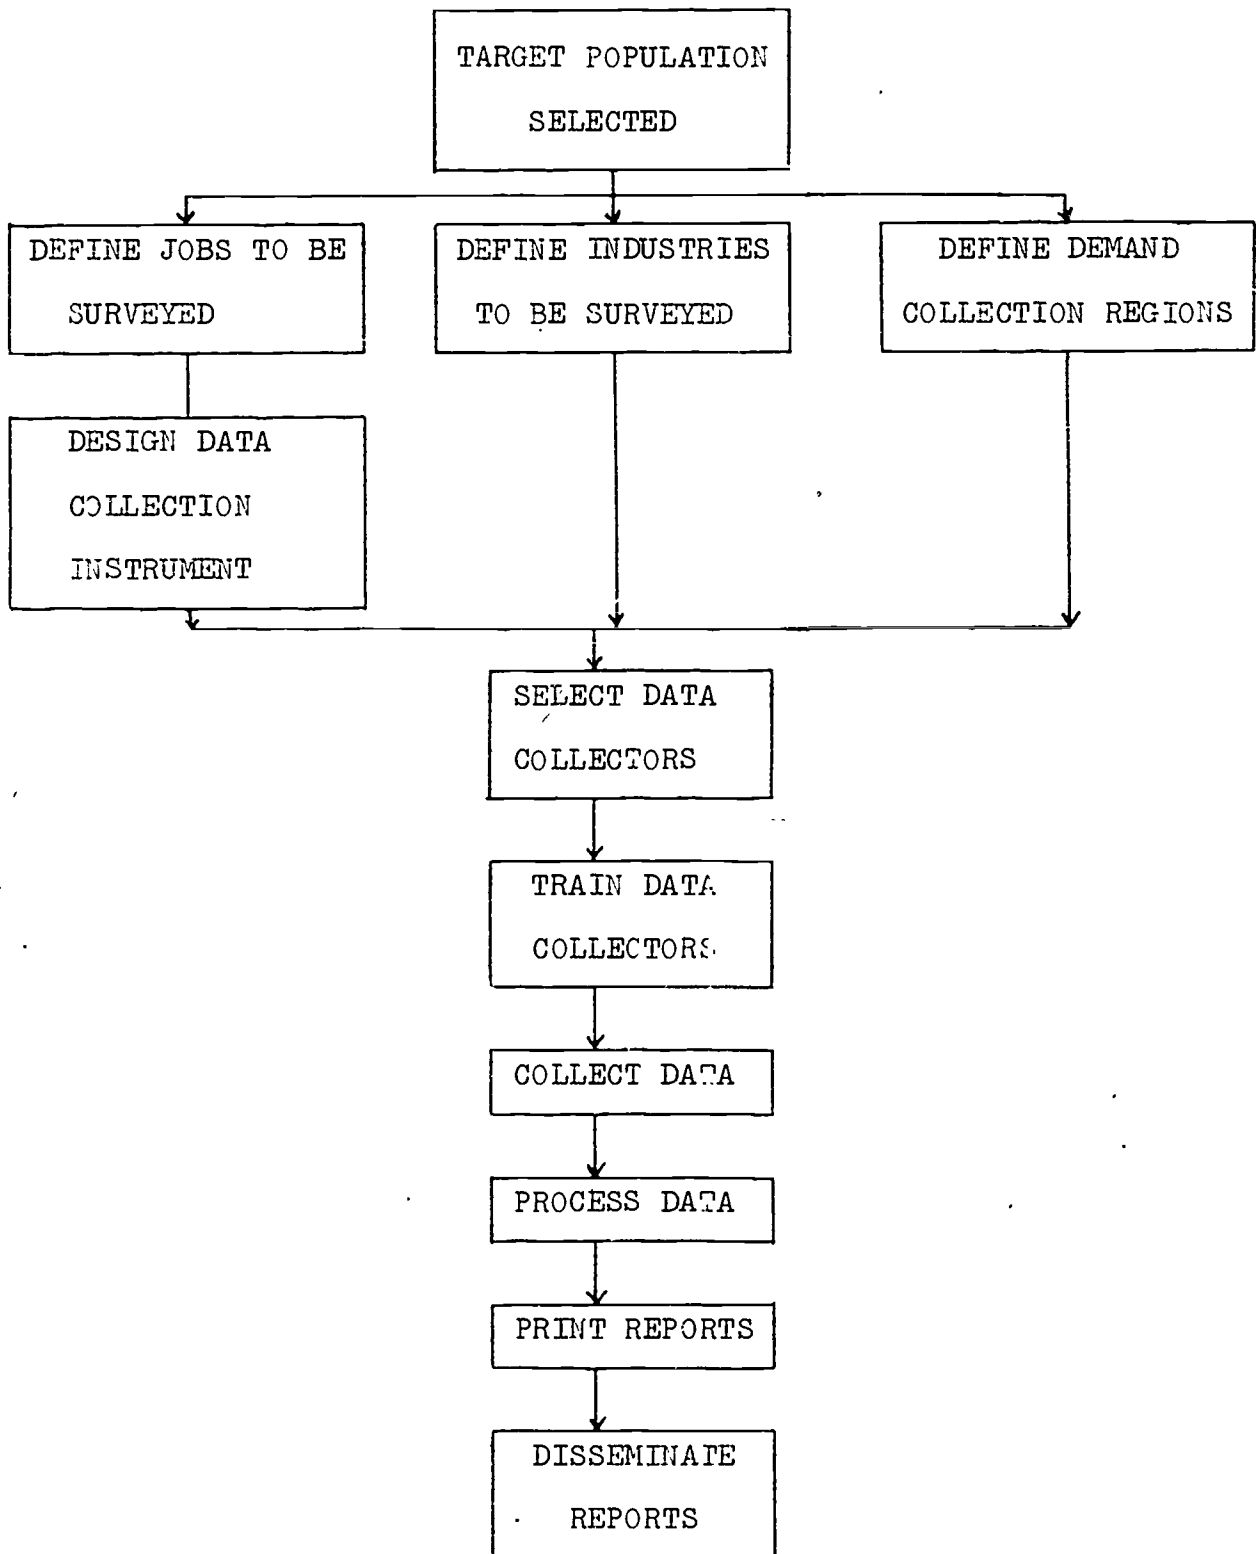 TARGET POPULATION
SELECTED
DEFINE JOBS TO BE
SURVEYED
DEFINE INDUSTRIES
TO BE SURVEYED
DEFINE DEMAND
COLLECTION REGIONS
DESIGN DATA
COLLECTION
INSTRUMENT
SELECT DATA
COLLECTORS
TRAIN DATA
COLLECTORS
COLLECT DATA
PROCESS DATA
PRINT REPORTS
DISSEMINATE
REPORTS